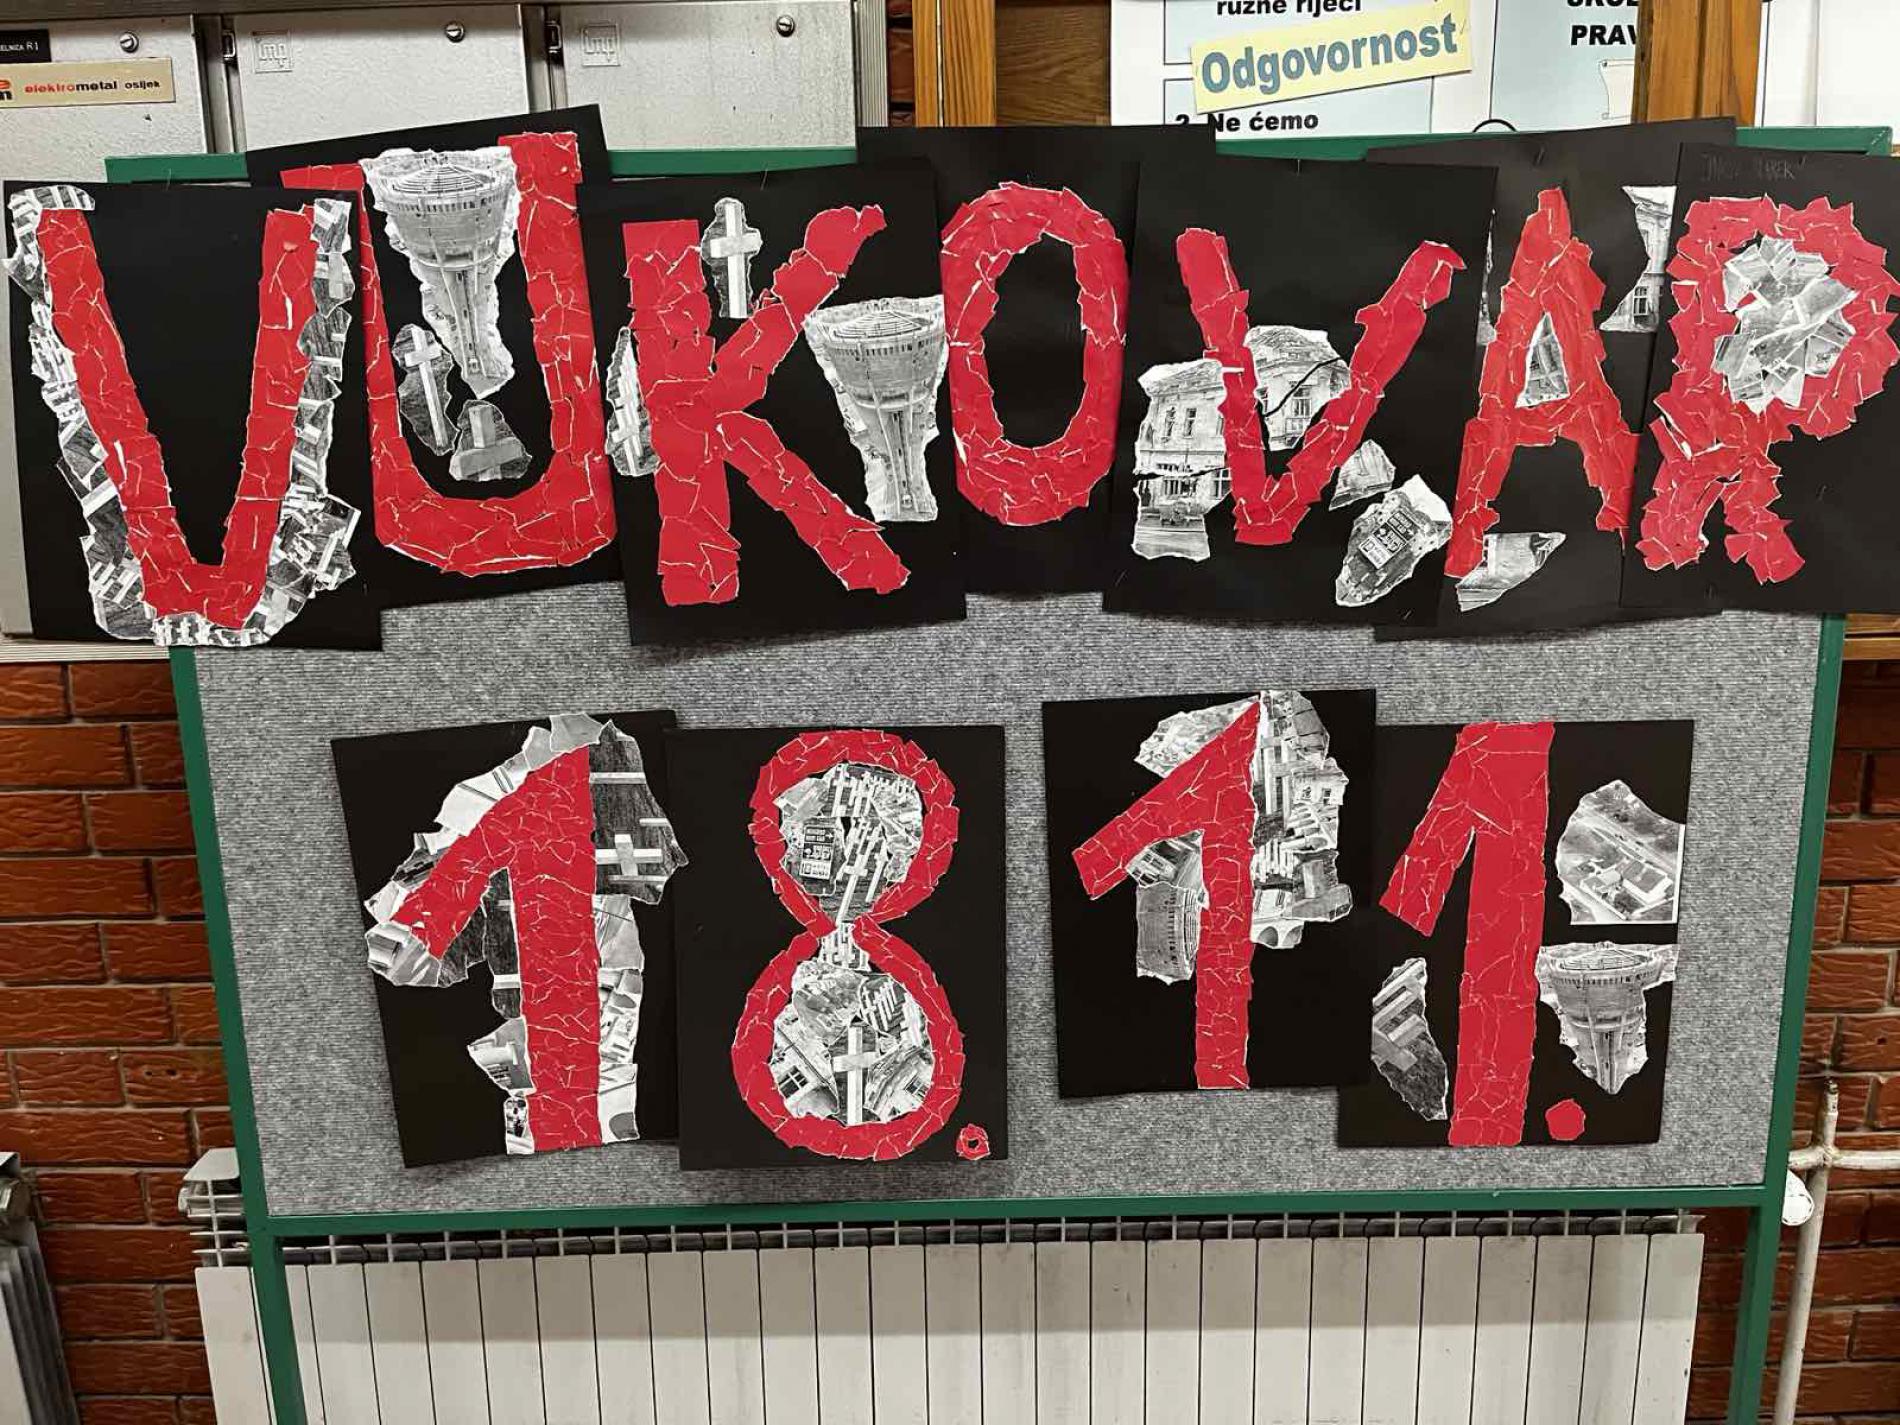 elektrometal osijek
ružne riječi
Odgovornost
2. Ne ćemo
VUKOVAR
18. 11.